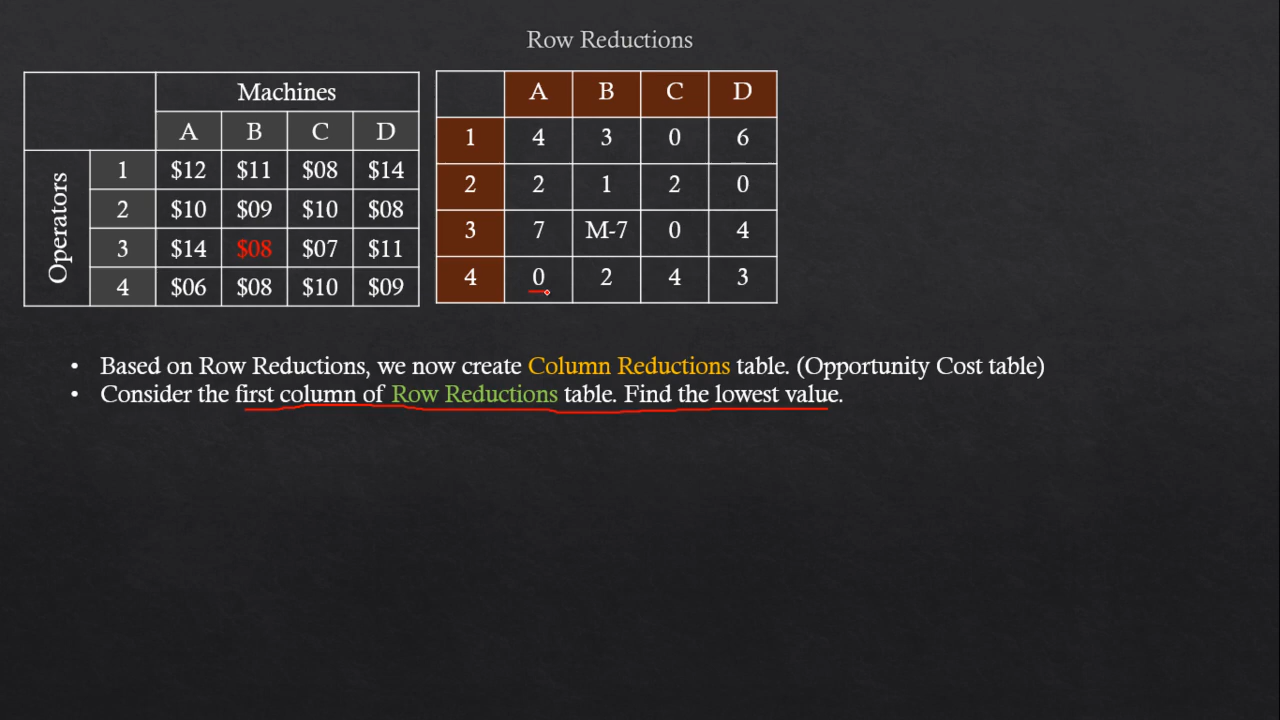 Row Reductions
Machines
A B C D
Operators
1 $12 $11 $08 $14
2 $10 $09 $10 $08
3 $14 $08 $07 $11
4 $06 $08 $10 $09
A B C D
1 4 3 0 6
2 2 1 2 0
3 7 M-7 0 4
4 0 2 4 3
• Based on Row Reductions, we now create Column Reductions table. (Opportunity Cost table)
• Consider the first column of Row Reductions table. Find the lowest value.